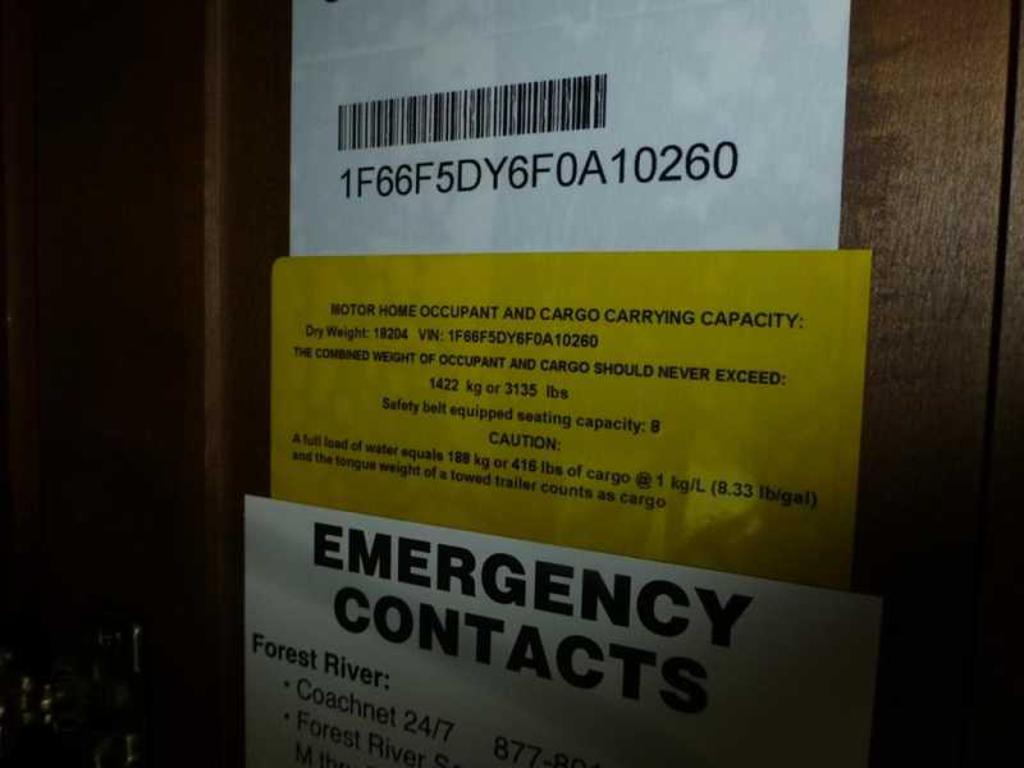 1F66F5DY6F0A10260
MOTOR HOME OCCUPANT AND CARGO CARRYING CAPACITY:
Dry Weight: 18204 VIN: 1F66F5DY6F0A10260
THE COMBINED WEIGHT OF OCCUPANT AND CARGO SHOULD NEVER EXCEED:
1422 kg or 3135 lbs
Safety belt equipped seating capacity: 8
CAUTION:
A full load of water equals 188 kg or 416 lbs of cargo @ 1 kg/L (8.33 lb/gal)
and the tongue weight of a towed trailer counts as cargo
EMERGENCY
CONTACTS
Forest River:
• Coachnet 24/7 877-801
• Forest River
M